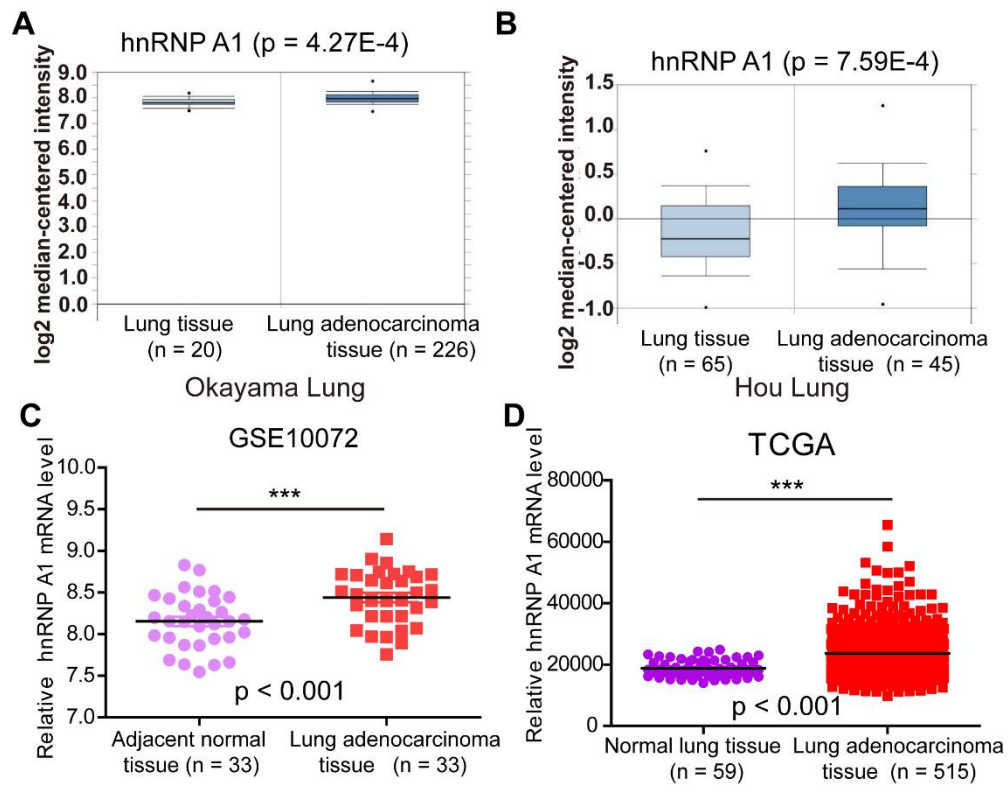 A
hnRNP A1 (p = 4.27E-4)
log2 median-centered intensity
9.0
8.0
7.0
6.0
5.0
4.0
3.0
2.0
1.0
0.0
Lung tissue
(n = 20)
Lung adenocarcinoma
tissue (n = 226)
Okayama Lung
B
hnRNP A1 (p = 7.59E-4)
log2 median-centered intensity
1.5
1.0
0.5
0.0
-0.5
-1.0
Lung tissue
(n = 65)
Lung adenocarcinoma
tissue (n = 45)
Hou Lung
C
GSE10072
Relative hnRNP A1 mRNA level
10.0
9.5
9.0
8.5
8.0
7.5
7.0
***
p < 0.001
Adjacent normal
tissue (n = 33)
Lung adenocarcinoma
tissue (n = 33)
D
TCGA
Relative hnRNP A1 mRNA level
80000
60000
40000
20000
0
***
p < 0.001
Normal lung tissue
(n = 59)
Lung adenocarcinoma
tissue (n = 515)